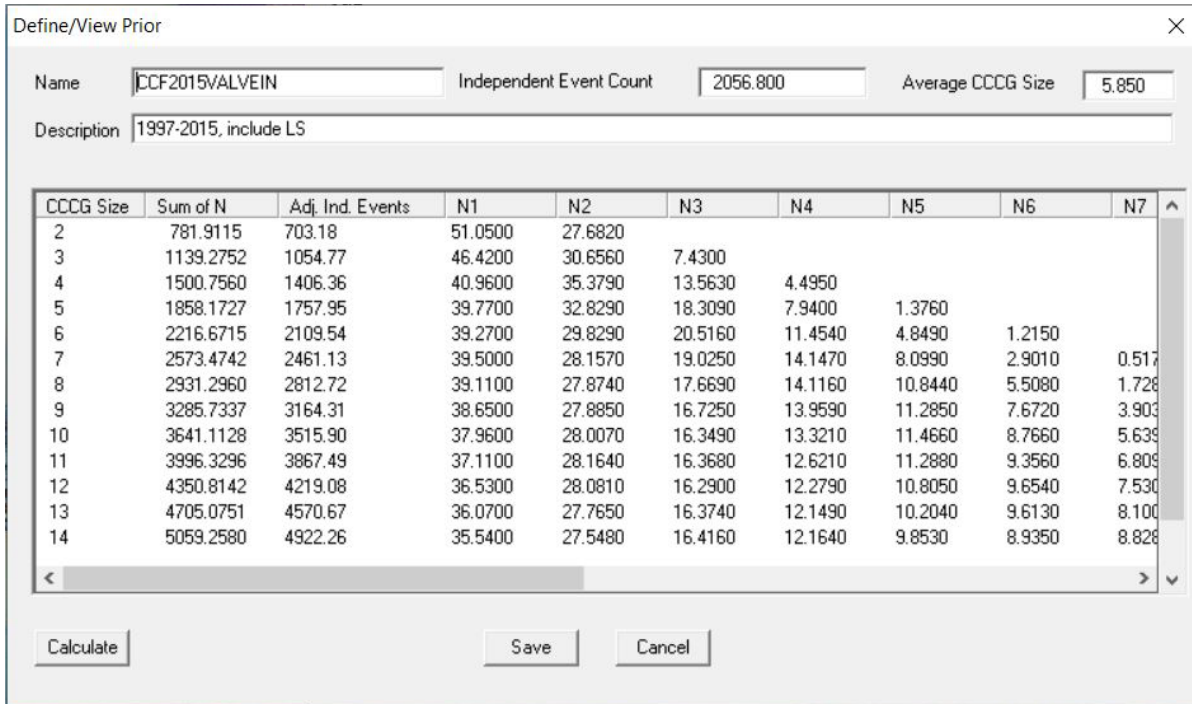 Define/View Prior
Name CCF2015VALVEIN Independent Event Count 2056.800 Average CCCG Size 5.850
Description 1997-2015, include LS
CCCG Size Sum of N Adj. Ind. Events N1 N2 N3 N4 N5 N6 N7
2 781.9115 703.18 51.0500 27.6820
3 1139.2752 1054.77 46.4200 30.6560 7.4300
4 1500.7560 1406.36 40.9600 35.3790 13.5630 4.4950
5 1858.1727 1757.95 39.7700 32.8290 18.3090 7.9400 1.3760
6 2216.6715 2109.54 39.2700 29.8290 20.5160 11.4540 4.8490 1.2150
7 2573.4742 2461.13 39.5000 28.1570 19.0250 14.1470 8.0990 2.9010 0.517
8 2931.2960 2812.72 39.1100 27.8740 17.6690 14.1160 10.8440 5.5080 1.728
9 3285.7337 3164.31 38.6500 27.8850 16.7250 13.9590 11.2850 7.6720 3.903
10 3641.1128 3515.90 37.9600 28.0070 16.3490 13.3210 11.4660 8.7660 5.639
11 3996.3296 3867.49 37.1100 28.1640 16.3680 12.6210 11.2880 9.3560 6.809
12 4350.8142 4219.08 36.5300 28.0810 16.2900 12.2790 10.8050 9.6540 7.530
13 4705.0751 4570.67 36.0700 27.7650 16.3740 12.1490 10.2040 9.6130 8.100
14 5059.2580 4922.26 35.5400 27.5480 16.4160 12.1640 9.8530 8.9350 8.828
Calculate Save Cancel